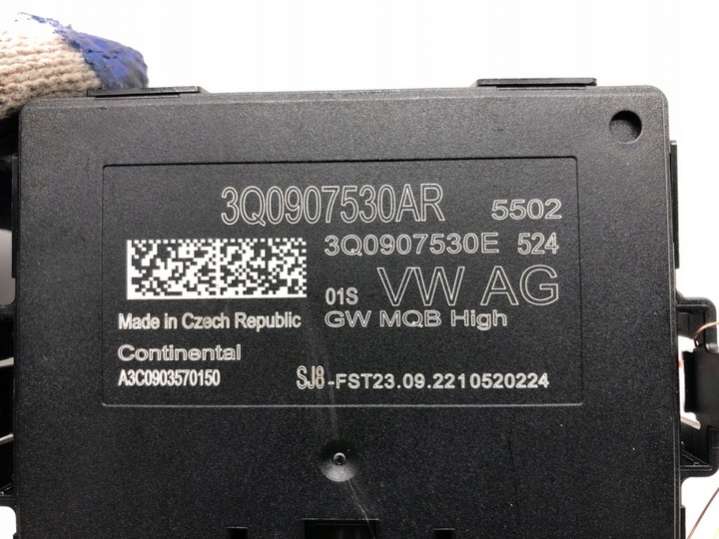 3Q0907530AR 5502
3Q0907530E 524
01S VW AG
Made in Czech Republic GW MQB High
Continental
A3C0903570150 SJ8-FST23.09.2210520224